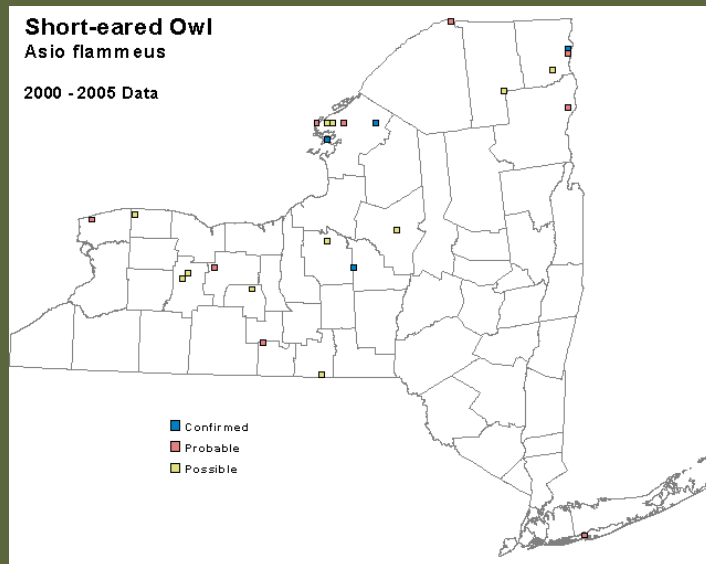 Short-eared Owl
Asio flammeus
2000 - 2005 Data
Confirmed
Probable
Possible